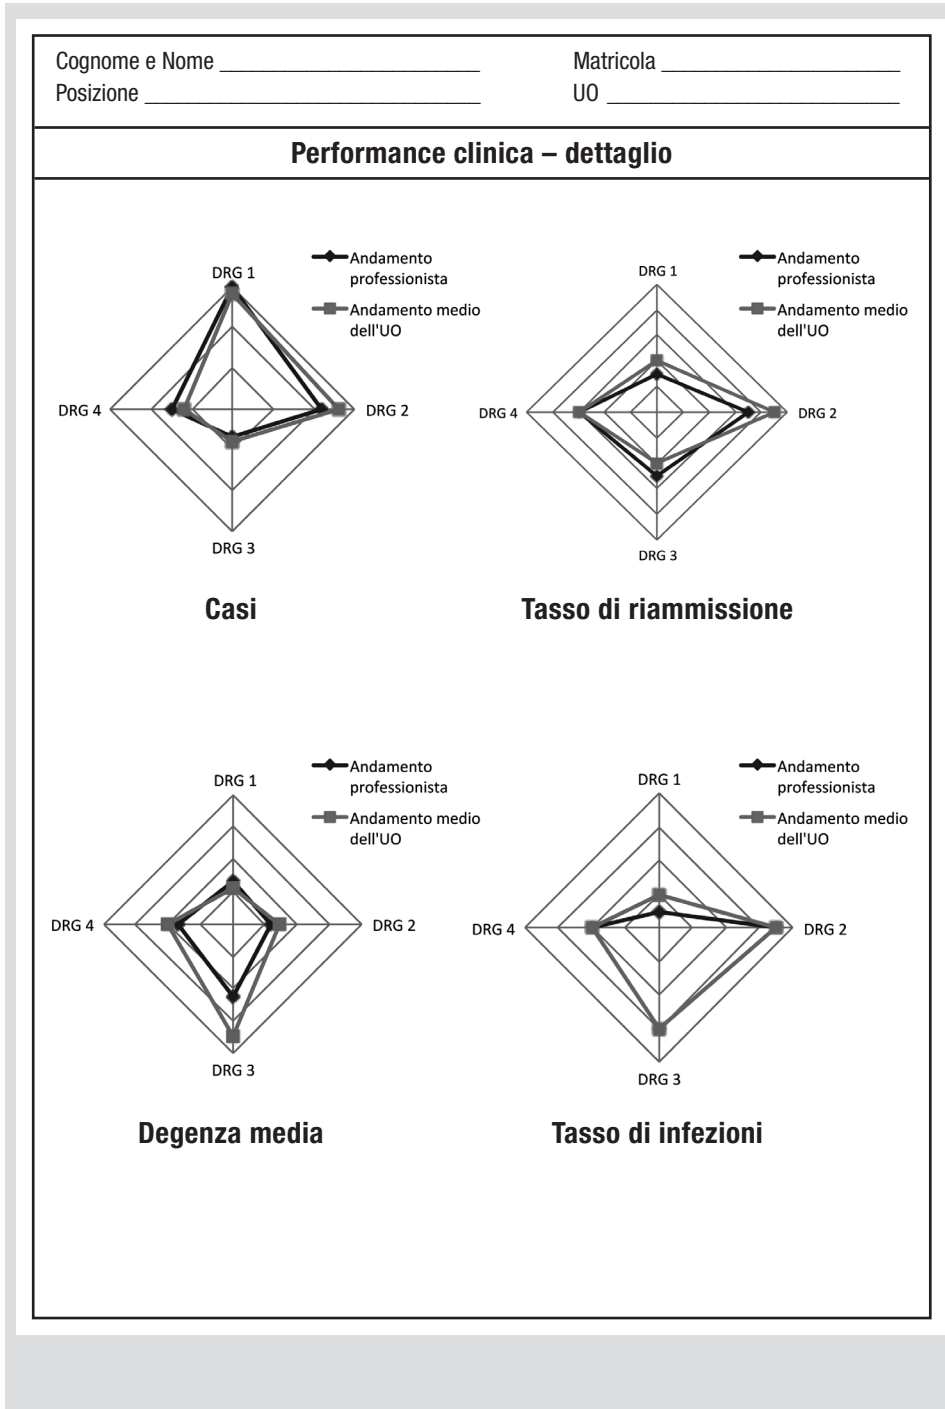 Cognome e Nome ________________________ Matricola ______________________
Posizione _______________________________ UO ___________________________
Performance clinica – dettaglio
DRG 1
DRG 4
DRG 2
DRG 3
Andamento
professionista
Andamento medio
dell'UO
Casi
DRG 1
DRG 4
DRG 2
DRG 3
Andamento
professionista
Andamento medio
dell'UO
Tasso di riammissione
DRG 1
DRG 4
DRG 2
DRG 3
Andamento
professionista
Andamento medio
dell'UO
Degenza media
DRG 1
DRG 4
DRG 2
DRG 3
Andamento
professionista
Andamento medio
dell'UO
Tasso di infezioni